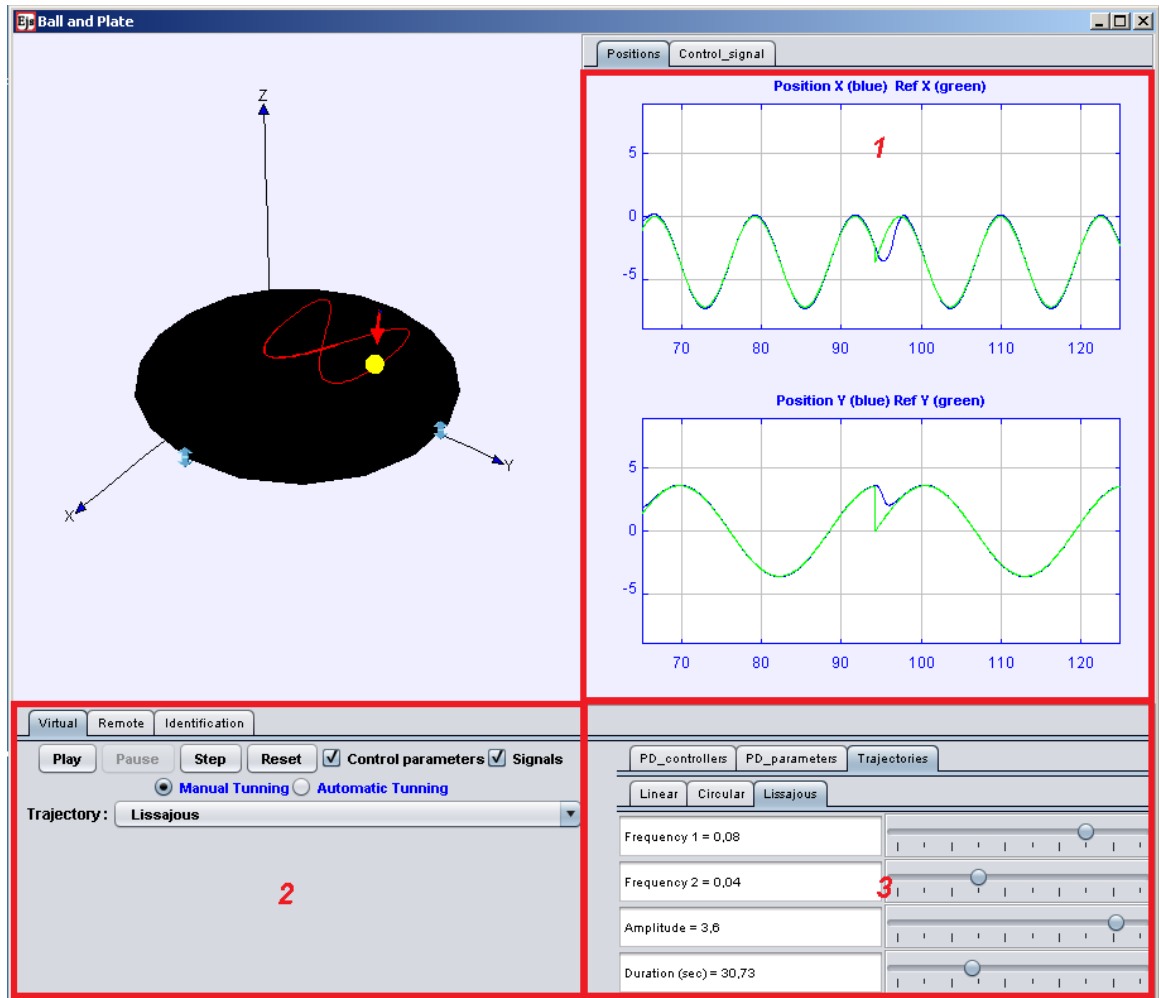 Ejs Ball and Plate
Positions Control_signal
Position X (blue) Ref X (green)
1
5
0
-5
70 80 90 100 110 120
Position Y (blue) Ref Y (green)
5
0
-5
70 80 90 100 110 120
Z
Y
X
Virtual Remote Identification
Play Pause Step Reset Control parameters Signals
Manual Tunning Automatic Tunning
Trajectory : Lissajous
2
PD_controllers PD_parameters Trajectories
Linear Circular Lissajous
Frequency 1 = 0,08
Frequency 2 = 0,04
3
Amplitude = 3,6
Duration (sec) = 30,73